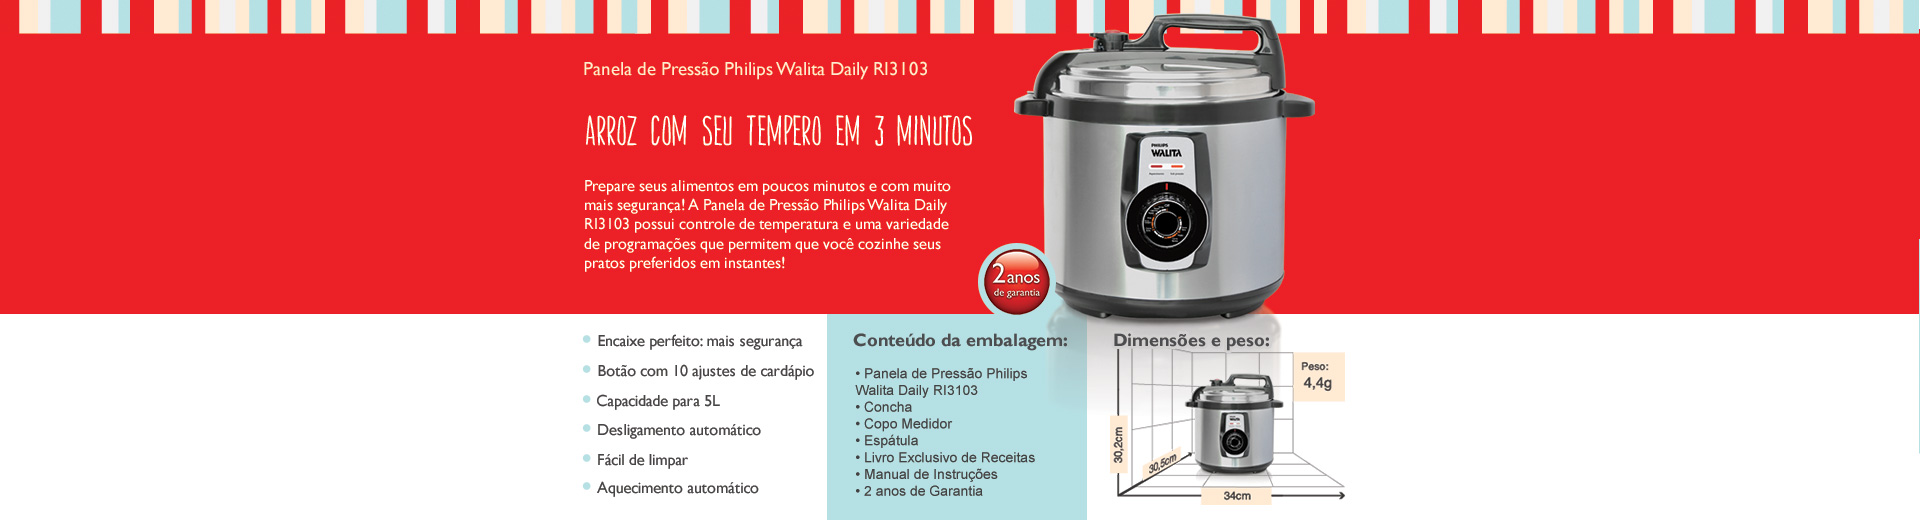 Panela de Pressão Philips Walita Daily RI3103
ARROZ COM SEU TEMPERO EM 3 MINUTOS
Prepare seus alimentos em poucos minutos e com muito
mais segurança! A Panela de Pressão Philips Walita Daily
RI3103 possui controle de temperatura e uma variedade
de programações que permitem que você cozinhe seus
pratos preferidos em instantes!
PHILIPS
WALITA
2 anos
de garantia
• Encaixe perfeito: mais segurança
• Botão com 10 ajustes de cardápio
• Capacidade para 5L
• Desligamento automático
• Fácil de limpar
• Aquecimento automático
Conteúdo da embalagem:
• Panela de Pressão Philips
Walita Daily RI3103
• Concha
• Copo Medidor
• Espátula
• Livro Exclusivo de Receitas
• Manual de Instruções
• 2 anos de Garantia
Dimensões e peso:
Peso:
4,4g
30,2cm
30,5cm
34cm
WALITA